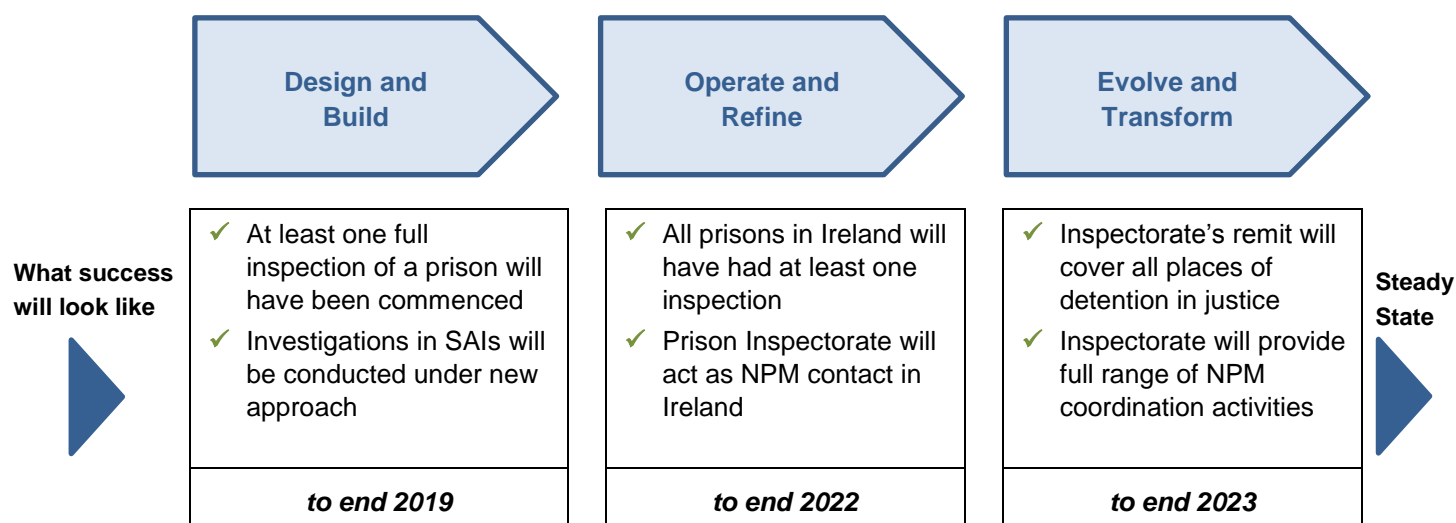 Design and
Build
Operate and
Refine
Evolve and
Transform
What success
will look like
At least one full
inspection of a prison will
have been commenced
Investigations in SAIs will
be conducted under new
approach
to end 2019
All prisons in Ireland will
have had at least one
inspection
Prison Inspectorate will
act as NPM contact in
Ireland
to end 2022
Inspectorate’s remit will
cover all places of
detention in justice
Inspectorate will provide
full range of NPM
coordination activities
to end 2023
Steady
State